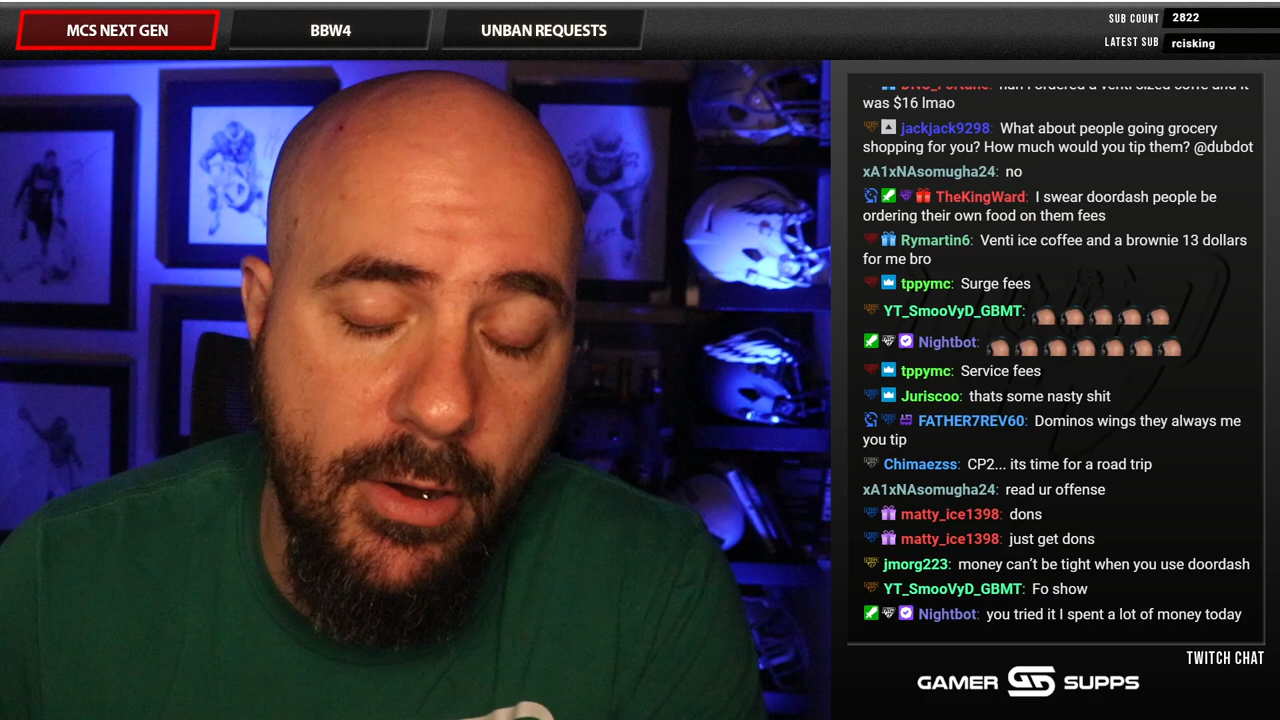 MCS NEXT GEN
BBW4
UNBAN REQUESTS
SUB COUNT 2822
LATEST SUB rcisking
was $16 lmao
jackjack9298: What about people going grocery
shopping for you? How much would you tip them? @dubdot
xA1xNAsomugha24: no
TheKingWard: I swear doordash people be
ordering their own food on them fees
Rymartin6: Venti ice coffee and a brownie 13 dollars
for me bro
tppymc: Surge fees
YT_SmooVyD_GBMT:
Nightbot:
tppymc: Service fees
Juriscoo: thats some nasty shit
FATHER7REV60: Dominos wings they always me
you tip
Chimaezss: CP2... its time for a road trip
xA1xNAsomugha24: read ur offense
matty_ice1398: dons
matty_ice1398: just get dons
jmorg223: money can't be tight when you use doordash
YT_SmooVyD_GBMT: Fo show
Nightbot: you tried it I spent a lot of money today
TWITCH CHAT
GAMER GS SUPPS